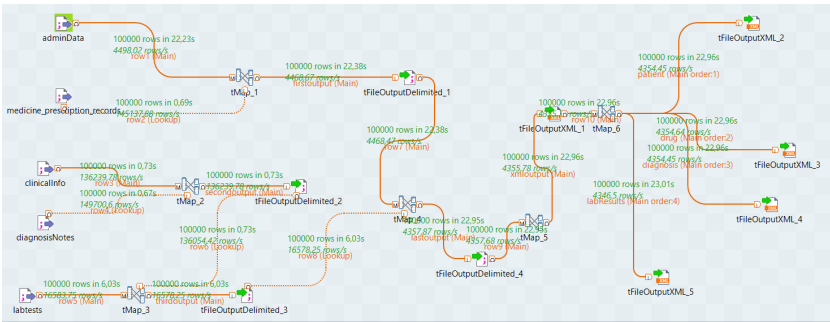 adminData
100000 rows in 22,23s
4498,02 rows/s
row1 (Main)
tMap_1
100000 rows in 22,38s
4468,67 rows/s
firstoutput (Main)
tFileOutputDelimited_1
medicine_prescription_records
100000 rows in 0,69s
145137,88 rows/s
row2 (Lookup)
100000 rows in 22,38s
4468,47 rows/s
row7 (Main)
clinicalInfo
100000 rows in 0,73s
136239,78 rows/s
row3 (Main)
100000 rows in 0,67s
149700,6 rows/s
row4 (Lookup)
diagnosisNotes
tMap_2
100000 rows in 0,73s
136239,78 rows/s
secondoutput (Main)
tFileOutputDelimited_2
100000 rows in 0,73s
136054,42 rows/s
row6 (Lookup)
100000 rows in 6,03s
16578,25 rows/s
row8 (Lookup)
labtests
100000 rows in 6,03s
16583,75 rows/s
row5 (Main)
tMap_3
100000 rows in 6,03s
16578,25 rows/s
thirdoutput (Main)
tFileOutputDelimited_3
tMap_4
rows in 22,95s
4357,87 rows/s
lastoutput (Main)
tFileOutputDelimited_4
100000 rows in 22,95s
4357,68 rows/s
row9 (Main)
tMap_5
100000 rows in 22,96s
4355,78 rows/s
xmloutput (Main)
tFileOutputXML_1
100000 rows in 22,96s
row10 (Main)
tMap_6
100000 rows in 22,96s
4354,45 rows/s
patient (Main order:1)
tFileOutputXML_2
100000 rows in 22,96s
4354,64 rows/s
drug (Main order:2)
tFileOutputXML_3
100000 rows in 22,96s
4354,45 rows/s
diagnosis (Main order:3)
tFileOutputXML_4
100000 rows in 23,01s
4346,5 rows/s
labResults (Main order:4)
tFileOutputXML_5